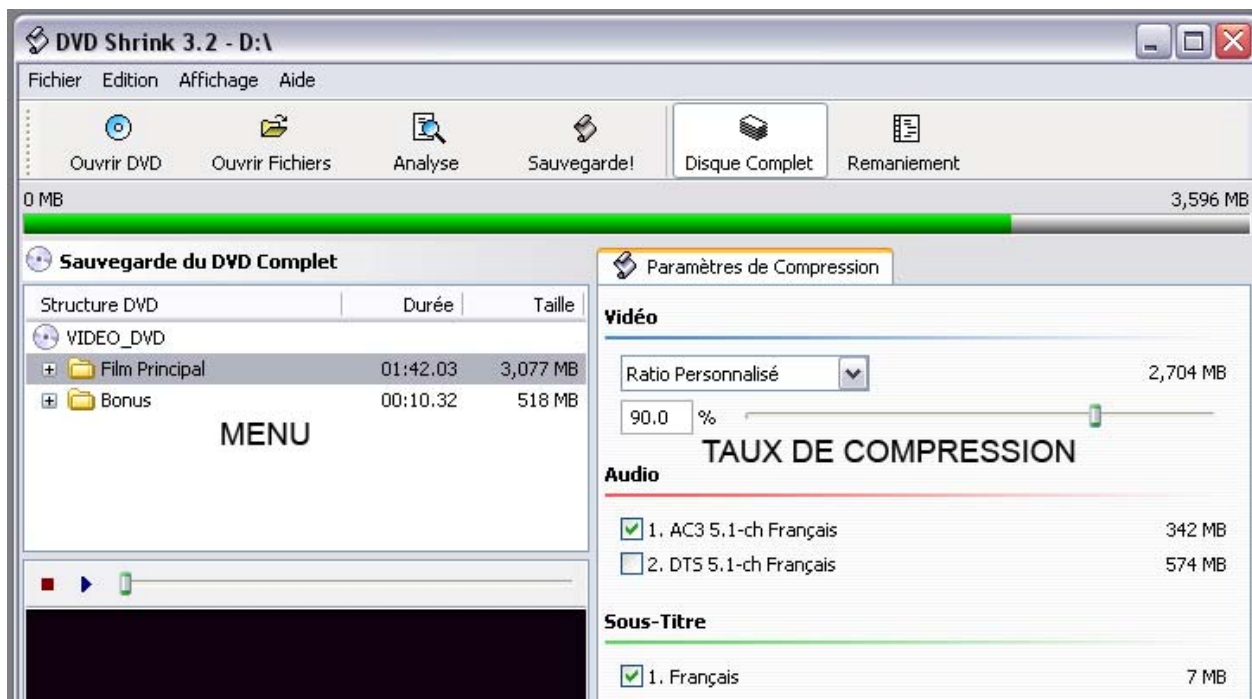 DVD Shrink 3.2 - D:\
Fichier Edition Affichage Aide
Ouvrir DVD Ouvrir Fichiers Analyse Sauvegarde! Disque Complet Remaniement
0 MB 3,596 MB
Sauvegarde du DVD Complet
Structure DVD Durée Taille
VIDEO_DVD
Film Principal 01:42.03 3,077 MB
Bonus 00:10.32 518 MB
MENU
Paramètres de Compression
Vidéo
Ratio Personnalisé 2,704 MB
90.0 %
TAUX DE COMPRESSION
Audio
1. AC3 5.1-ch Français 342 MB
2. DTS 5.1-ch Français 574 MB
Sous-Titre
1. Français 7 MB